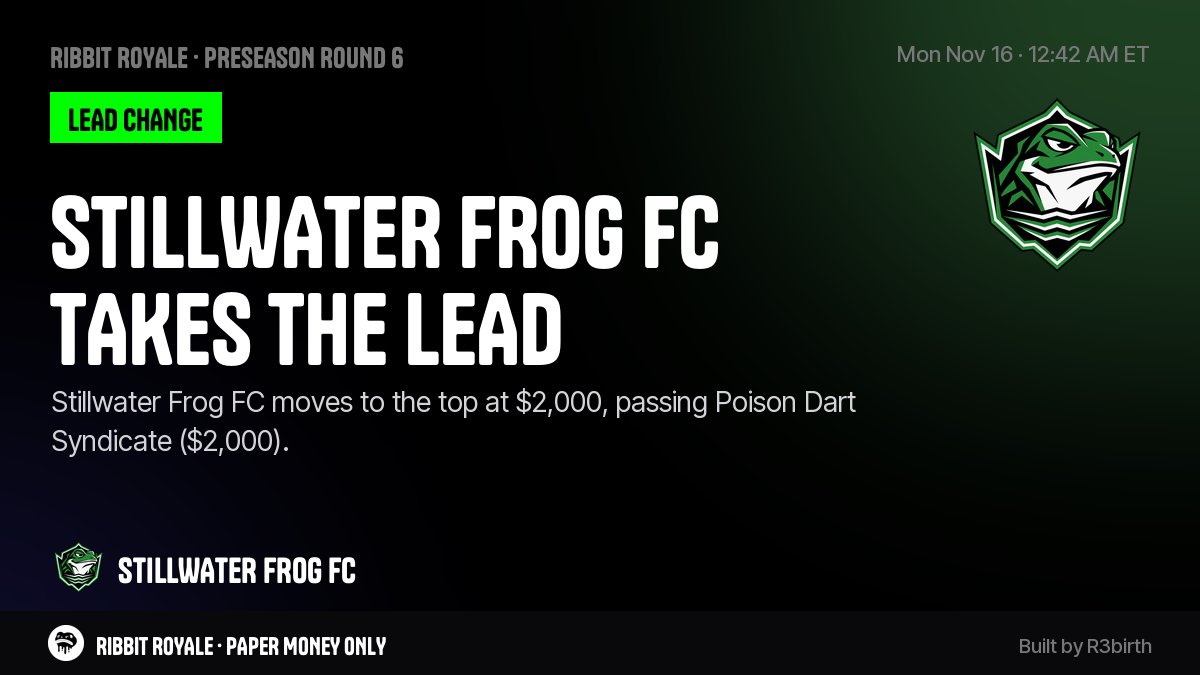 RIBBIT ROYALE · PRESEASON ROUND 6
Mon Nov 16 · 12:42 AM ET
LEAD CHANGE
STILLWATER FROG FC
TAKES THE LEAD
Stillwater Frog FC moves to the top at $2,000, passing Poison Dart
Syndicate ($2,000).
STILLWATER FROG FC
RIBBIT ROYALE · PAPER MONEY ONLY
Built by R3birth